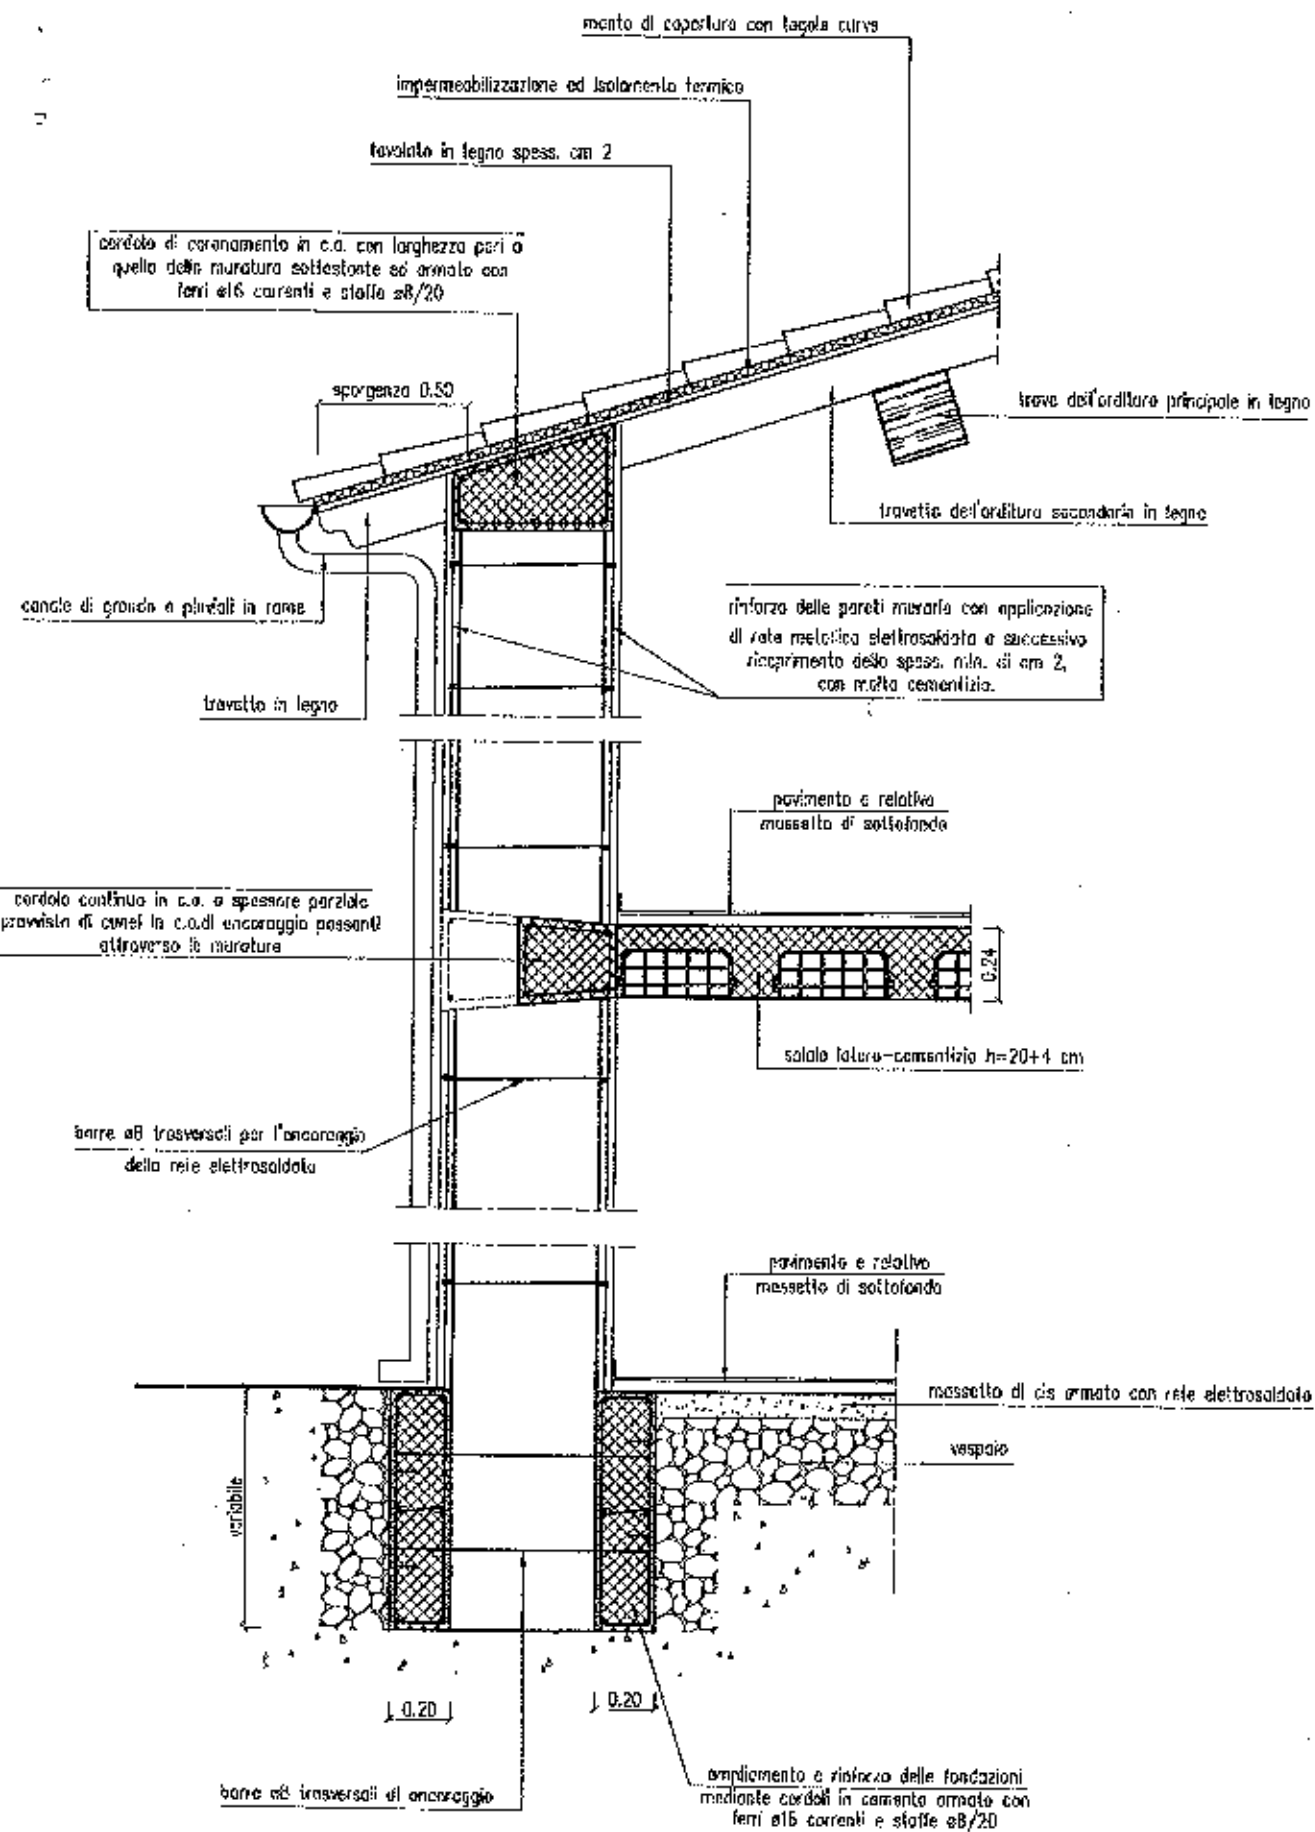 manto di copertura con tegole curve
impermeabilizzazione ed isolamento termico
tavolato in legno spess. cm 2
cordolo di coronamento in c.a. con larghezza pari a
quella della muratura sottostante ed armato con
ferri ø16 correnti e staffe ø8/20
sporgenza 0.50
trave dell'orditura principale in legno
travetto dell'orditura secondaria in legno
canale di gronda e pluviali in rame
rinforzo delle pareti murarie con applicazione
di rete metallica elettrosaldata e successivo
ricoprimento dello spess. min. di cm 2,
con malta cementizia.
travetto in legno
pavimento e relativo
massetto di sottofondo
cordolo continuo in c.a. a spessore parziale
provvisto di cunei in c.a.di ancoraggio passanti
attraverso la muratura
0.24
solaio latero-cementizio h=20+4 cm
barre ø8 trasversali per l'ancoraggio
della rete elettrosaldata
pavimento e relativo
massetto di sottofondo
massetto di cls armato con rete elettrosaldata
vespaio
variabile
0.20
0.20
barre ø8 trasversali di ancoraggio
ampliamento e rinforzo delle fondazioni
mediante cordoli in cemento armato con
ferri ø16 correnti e staffe ø8/20